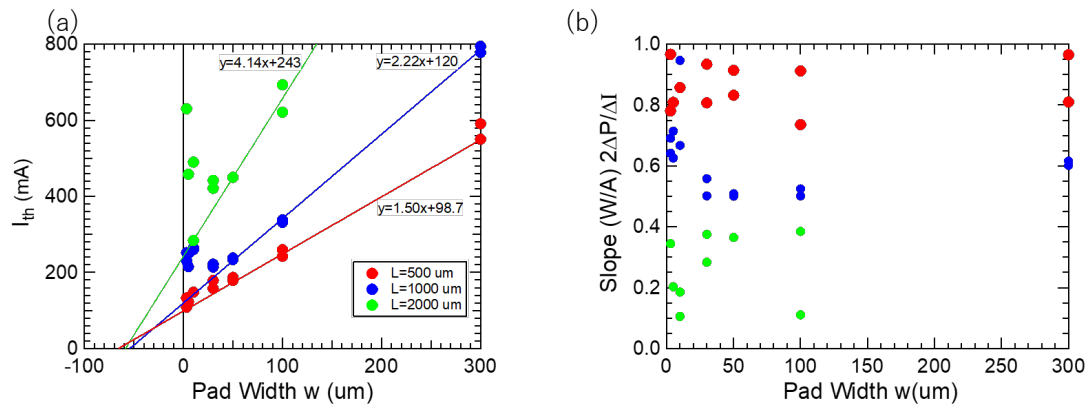 (a)
800
600
400
200
0
I_th (mA)
y=4.14x+243
y=2.22x+120
y=1.50x+98.7
L=500 um
L=1000 um
L=2000 um
-100 0 100 200 300
Pad Width w (um)
(b)
1.0
0.8
0.6
0.4
0.2
0.0
Slope (W/A) 2ΔP/ΔI
0 50 100 150 200 250 300
Pad Width w(um)